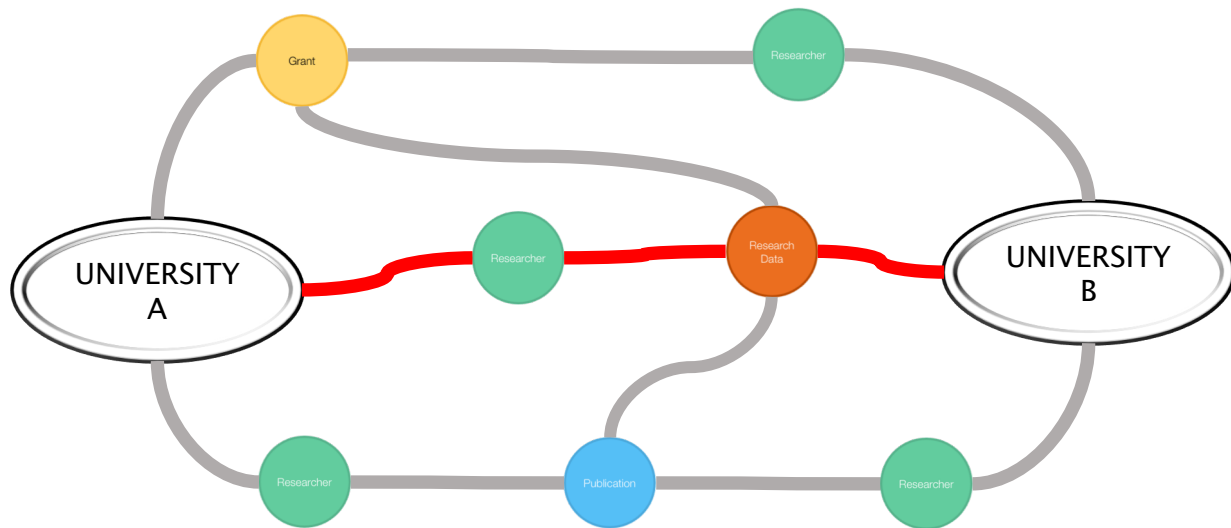 Grant
Researcher
UNIVERSITY
A
Researcher
Research
Data
UNIVERSITY
B
Researcher
Publication
Researcher